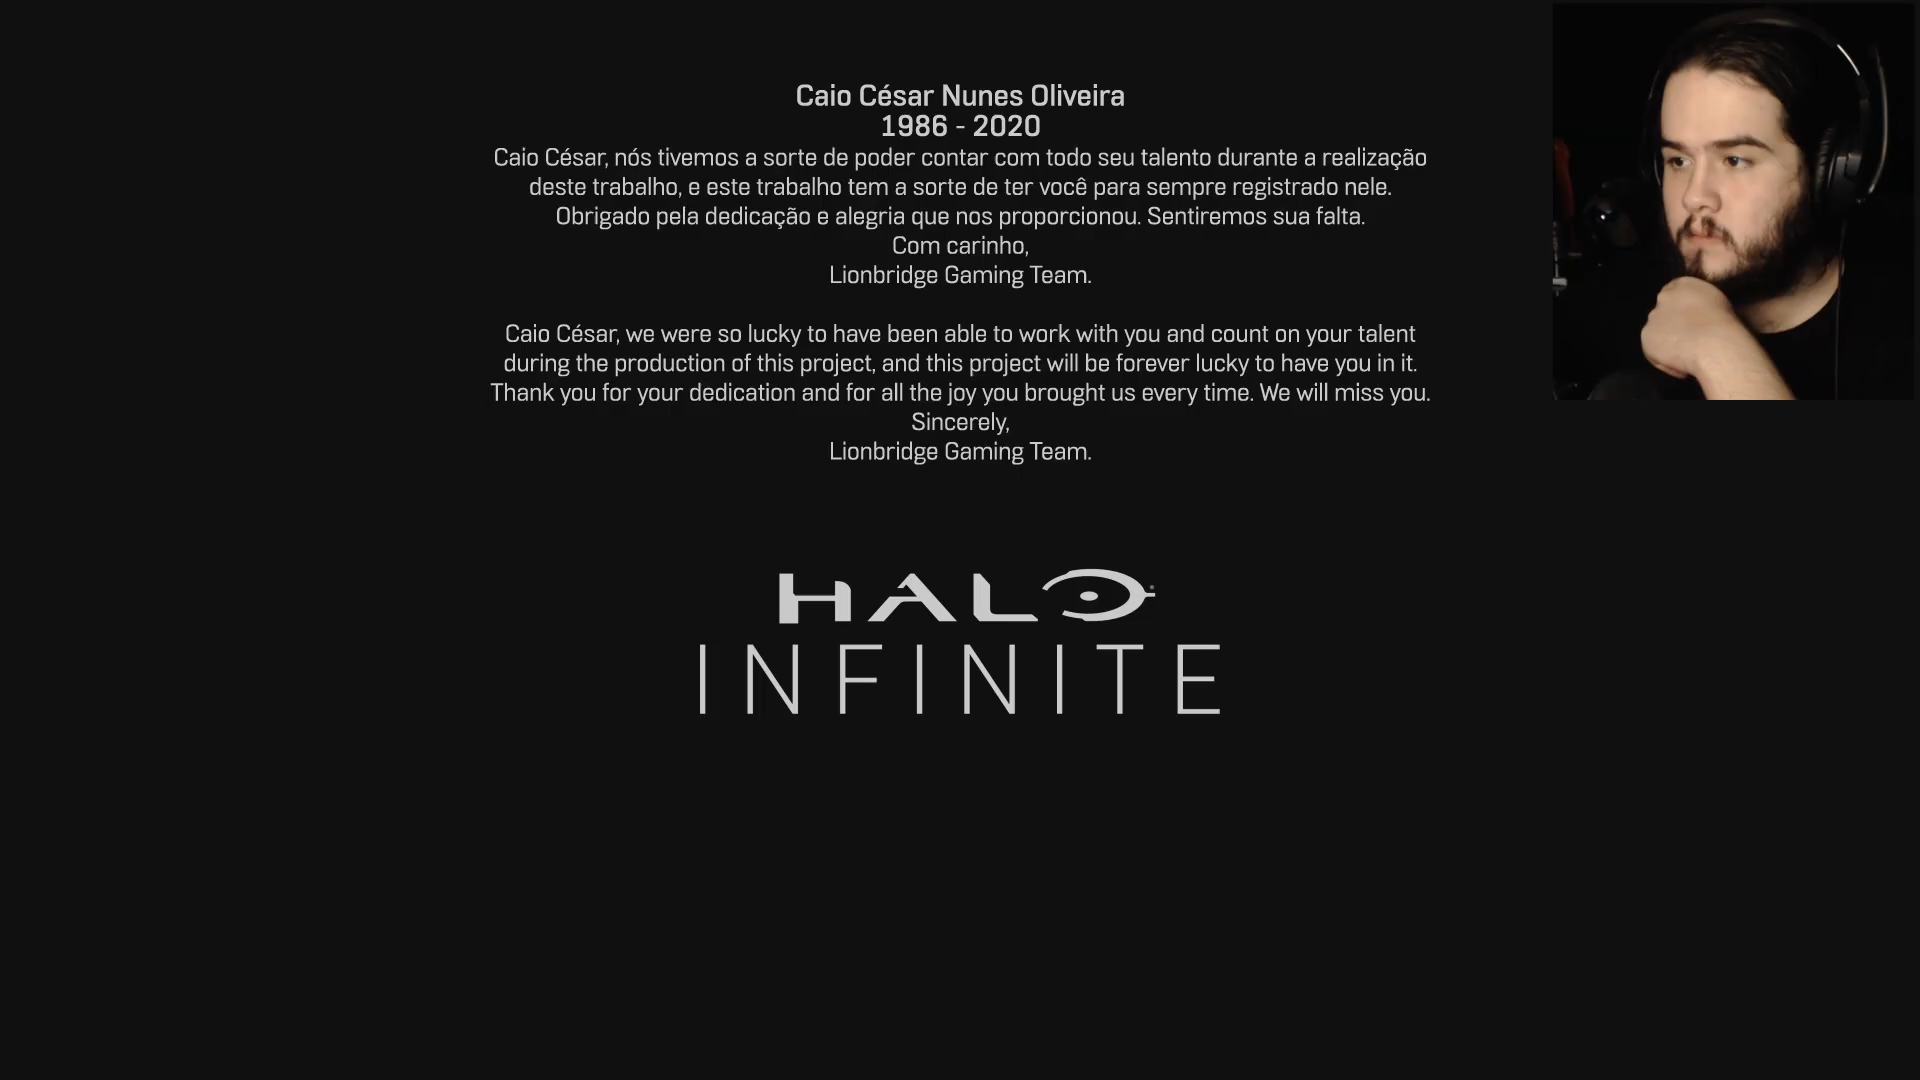 Caio César Nunes Oliveira
1986 - 2020
Caio César, nós tivemos a sorte de poder contar com todo seu talento durante a realização
deste trabalho, e este trabalho tem a sorte de ter você para sempre registrado nele.
Obrigado pela dedicação e alegria que nos proporcionou. Sentiremos sua falta.
Com carinho,
Lionbridge Gaming Team.
Caio César, we were so lucky to have been able to work with you and count on your talent
during the production of this project, and this project will be forever lucky to have you in it.
Thank you for your dedication and for all the joy you brought us every time. We will miss you.
Sincerely,
Lionbridge Gaming Team.
HALO
INFINITE